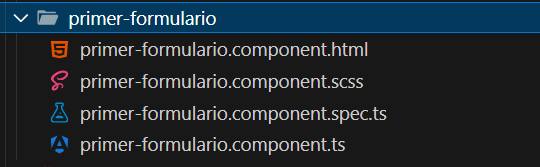 primer-formulario
primer-formulario.component.html
primer-formulario.component.scss
primer-formulario.component.spec.ts
primer-formulario.component.ts